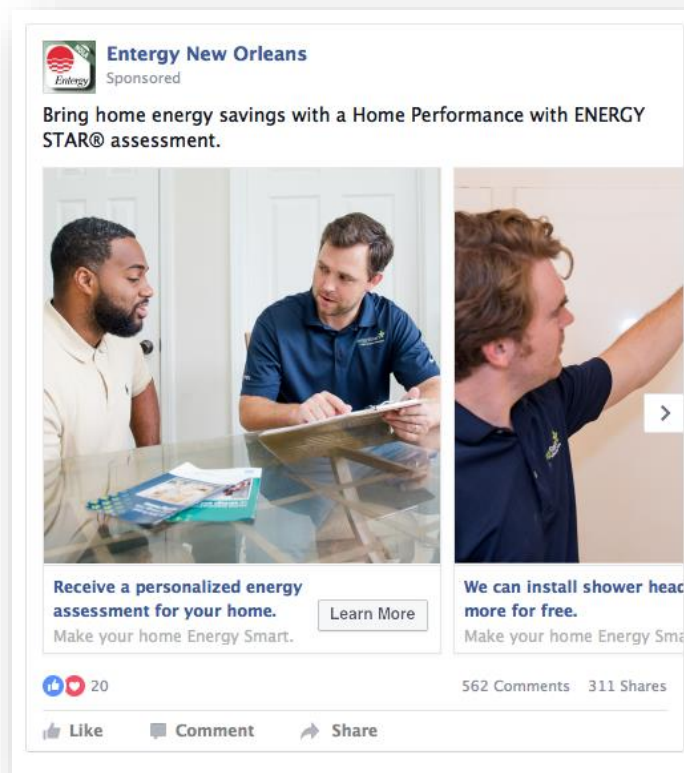 NOLA
Entergy
Entergy New Orleans
Sponsored
Bring home energy savings with a Home Performance with ENERGY
STAR® assessment.
Receive a personalized energy
assessment for your home.
Learn More
Make your home Energy Smart.
We can install shower head
more for free.
Make your home Energy Sma
20
562 Comments 311 Shares
Like Comment Share